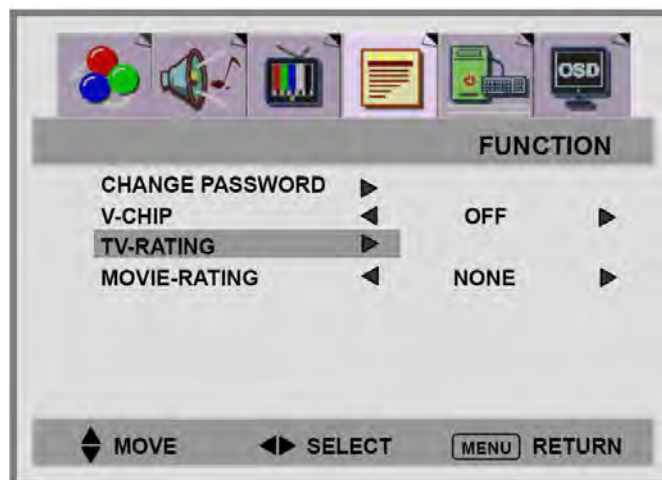 OSD
FUNCTION
CHANGE PASSWORD
V-CHIP OFF
TV-RATING
MOVIE-RATING NONE
MOVE SELECT MENU RETURN